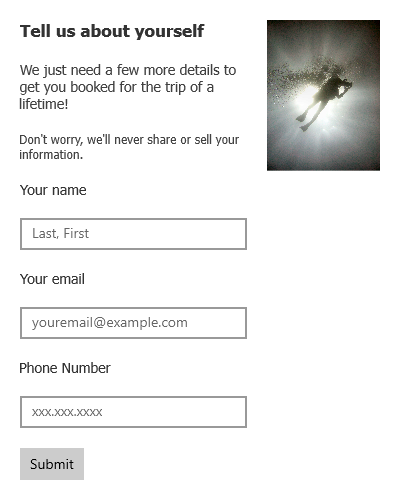 Tell us about yourself
We just need a few more details to
get you booked for the trip of a
lifetime!
Don't worry, we'll never share or sell your
information.
Your name
Last, First
Your email
youremail@example.com
Phone Number
xxx.xxx.xxxx
Submit